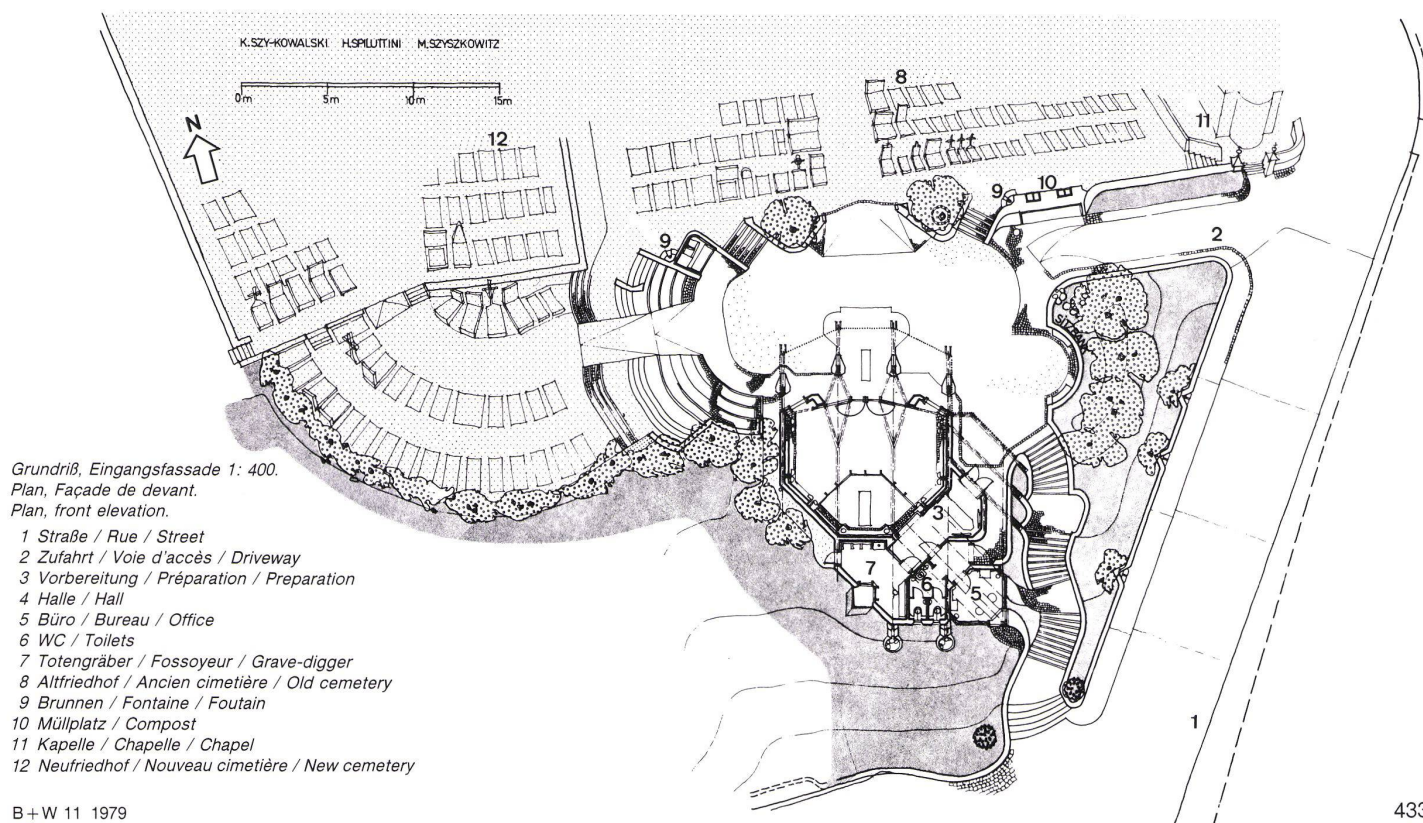 K.SZY-KOWALSKI H.SPILUTTINI M.SZYSZKOWITZ
0m 5m 10m 15m
N
8
12
11
9
10
2
9
SITZBANK
3
7
6
5
1
Grundriß, Eingangsfassade 1: 400.
Plan, Façade de devant.
Plan, front elevation.
1 Straße / Rue / Street
2 Zufahrt / Voie d'accès / Driveway
3 Vorbereitung / Préparation / Preparation
4 Halle / Hall
5 Büro / Bureau / Office
6 WC / Toilets
7 Totengräber / Fossoyeur / Grave-digger
8 Altfriedhof / Ancien cimetière / Old cemetery
9 Brunnen / Fontaine / Foutain
10 Müllplatz / Compost
11 Kapelle / Chapelle / Chapel
12 Neufriedhof / Nouveau cimetière / New cemetery
B+W 11 1979
433